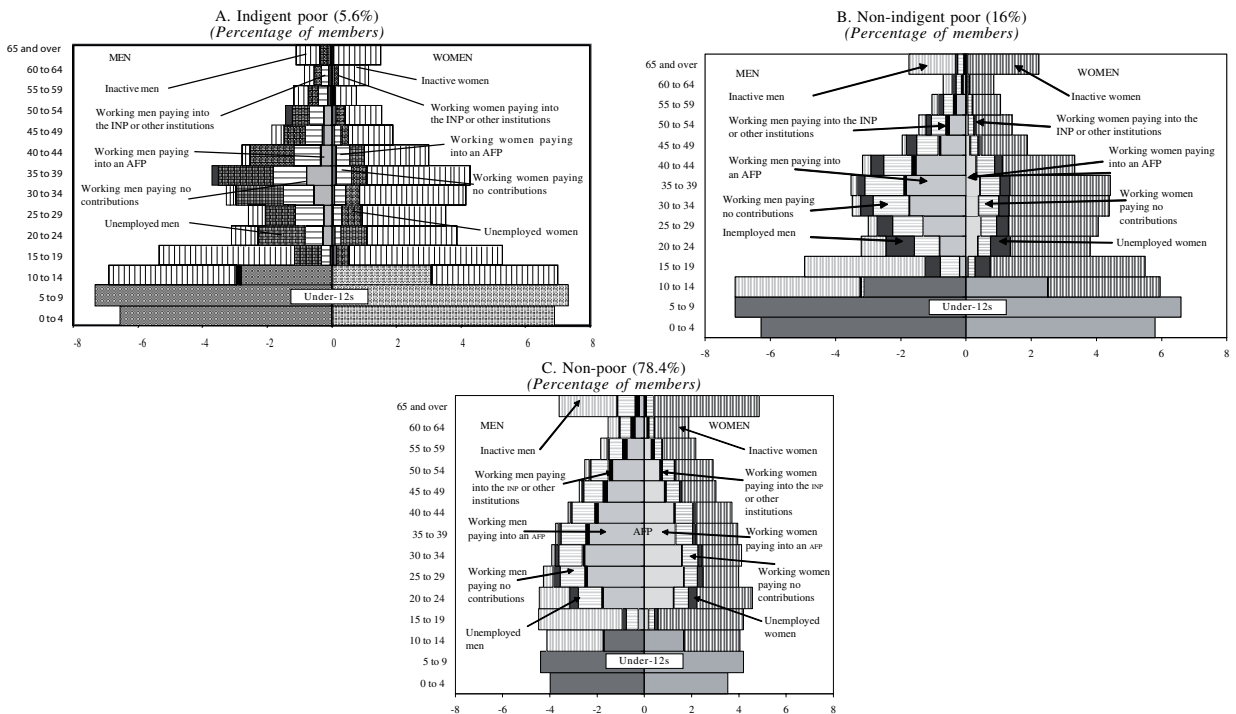 A. Indigent poor (5.6%)
(Percentage of members)
65 and over
60 to 64
55 to 59
50 to 54
45 to 49
40 to 44
35 to 39
30 to 34
25 to 29
20 to 24
15 to 19
10 to 14
5 to 9
0 to 4
MEN
WOMEN
Inactive men
Inactive women
Working men paying into
the INP or other institutions
Working women paying into
the INP or other institutions
Working men paying
into an AFP
Working women paying
into an AFP
Working men paying no
contributions
Working women paying
no contributions
Unemployed men
Unemployed women
Under-12s
-8 -6 -4 -2 0 2 4 6 8
B. Non-indigent poor (16%)
(Percentage of members)
65 and over
60 to 64
55 to 59
50 to 54
45 to 49
40 to 44
35 to 39
30 to 34
25 to 29
20 to 24
15 to 19
10 to 14
5 to 9
0 to 4
MEN
WOMEN
Inactive men
Inactive women
Working men paying into the INP
or other institutions
Working women paying into the
INP or other institutions
Working men paying into
an AFP
Working women paying
into an AFP
Working men paying
no contributions
Working women
paying no
contributions
Inemployed men
Unemployed women
Under-12s
-8 -6 -4 -2 0 2 4 6 8
C. Non-poor (78.4%)
(Percentage of members)
65 and over
60 to 64
55 to 59
50 to 54
45 to 49
40 to 44
35 to 39
30 to 34
25 to 29
20 to 24
15 to 19
10 to 14
5 to 9
0 to 4
MEN
WOMEN
Inactive men
Inactive women
Working men paying
into the INP or other
institutions
Working women
paying into the INP
or other
institutions
Working men
paying into an AFP
AFP
Working women
paying into an AFP
Working men
paying no
contributions
Working women
paying no
contributions
Unemployed
men
Unemployed
women
Under-12s
-8 -6 -4 -2 0 2 4 6 8